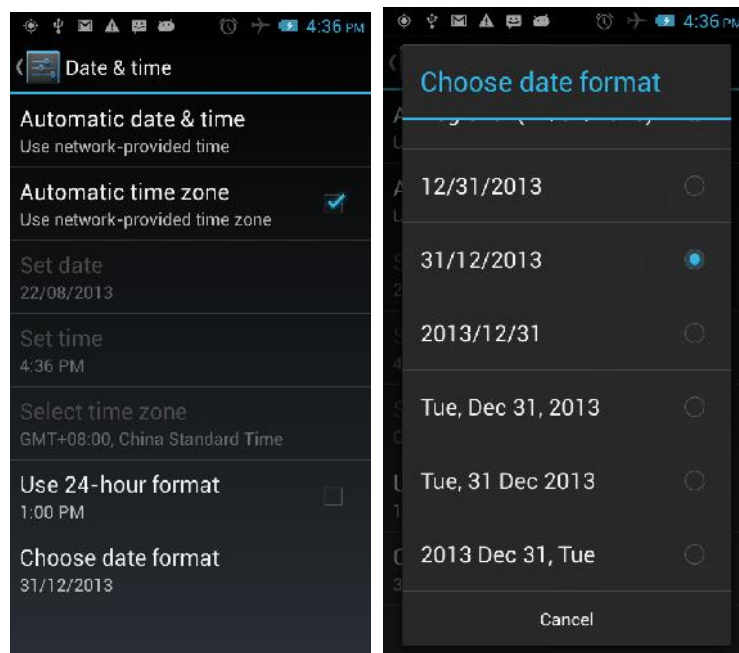 4:36 PM
Date & time
Automatic date & time
Use network-provided time
Automatic time zone
Use network-provided time zone
Set date
22/08/2013
Set time
4:36 PM
Select time zone
GMT+08:00, China Standard Time
Use 24-hour format
1:00 PM
Choose date format
31/12/2013
4:36 PM
Choose date format
12/31/2013
31/12/2013
2013/12/31
Tue, Dec 31, 2013
Tue, 31 Dec 2013
2013 Dec 31, Tue
Cancel